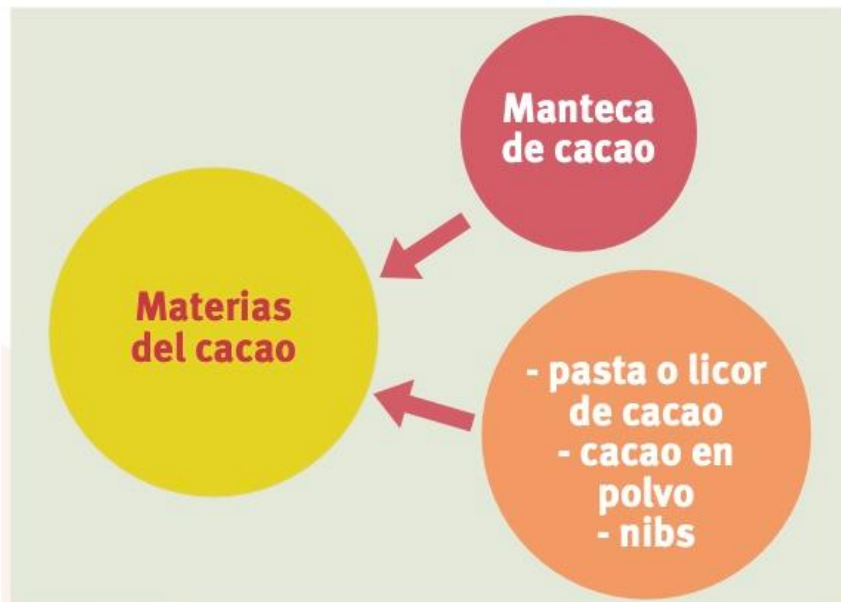 Manteca
de cacao
Materias
del cacao
- pasta o licor
de cacao
- cacao en
polvo
- nibs